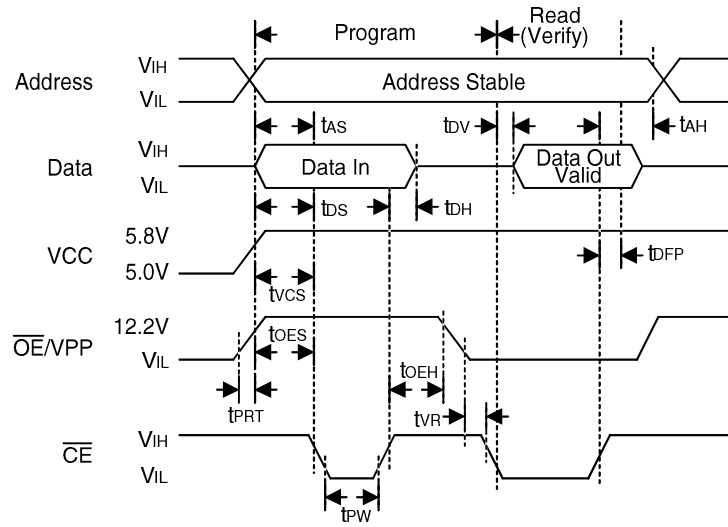 Program
Read
(Verify)
Address
VIH
VIL
Address Stable
tAS
tDV
tAH
Data
VIH
VIL
Data In
Data Out
Valid
tDS
tDH
VCC
5.8V
5.0V
tDFP
tVCS
OE/VPP
12.2V
VIL
tOES
tOEH
tPRT
tVR
CE
VIH
VIL
tPW